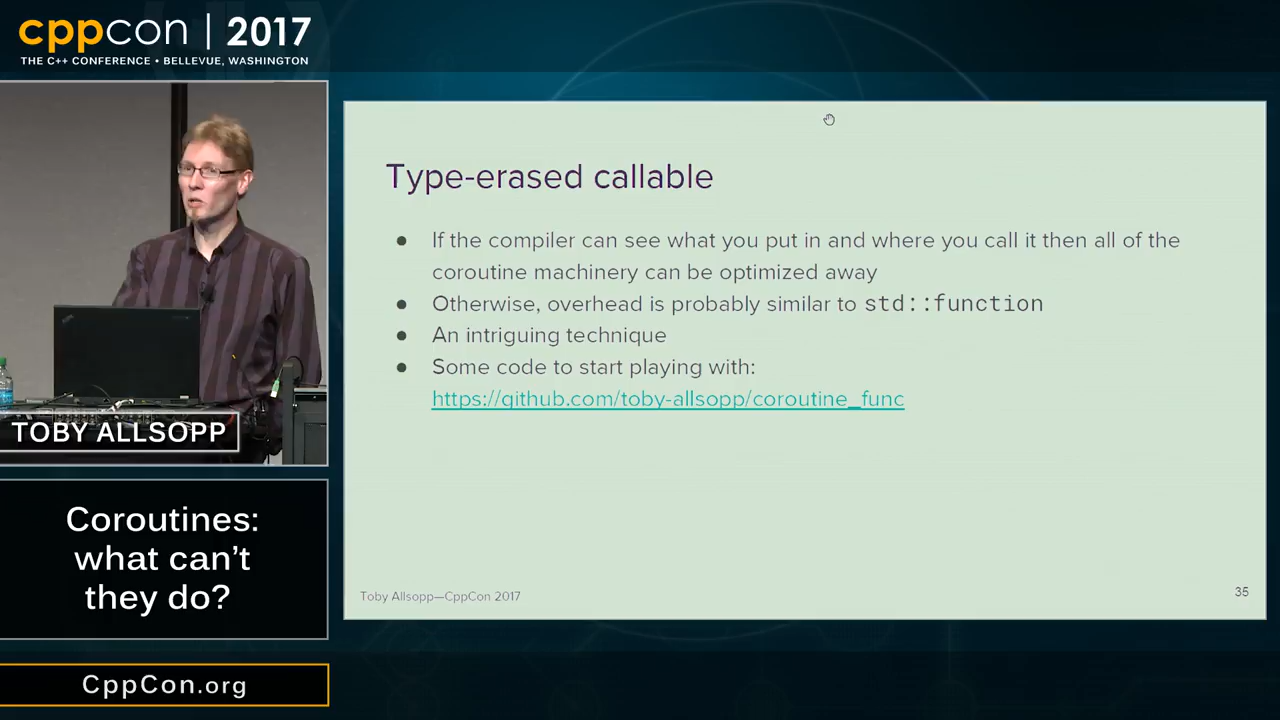 cppcon | 2017
THE C++ CONFERENCE • BELLEVUE, WASHINGTON
TOBY ALLSOPP
Coroutines:
what can't
they do?
CppCon.org
Type-erased callable
● If the compiler can see what you put in and where you call it then all of the
coroutine machinery can be optimized away
● Otherwise, overhead is probably similar to std::function
● An intriguing technique
● Some code to start playing with:
https://github.com/toby-allsopp/coroutine_func
Toby Allsopp—CppCon 2017
35